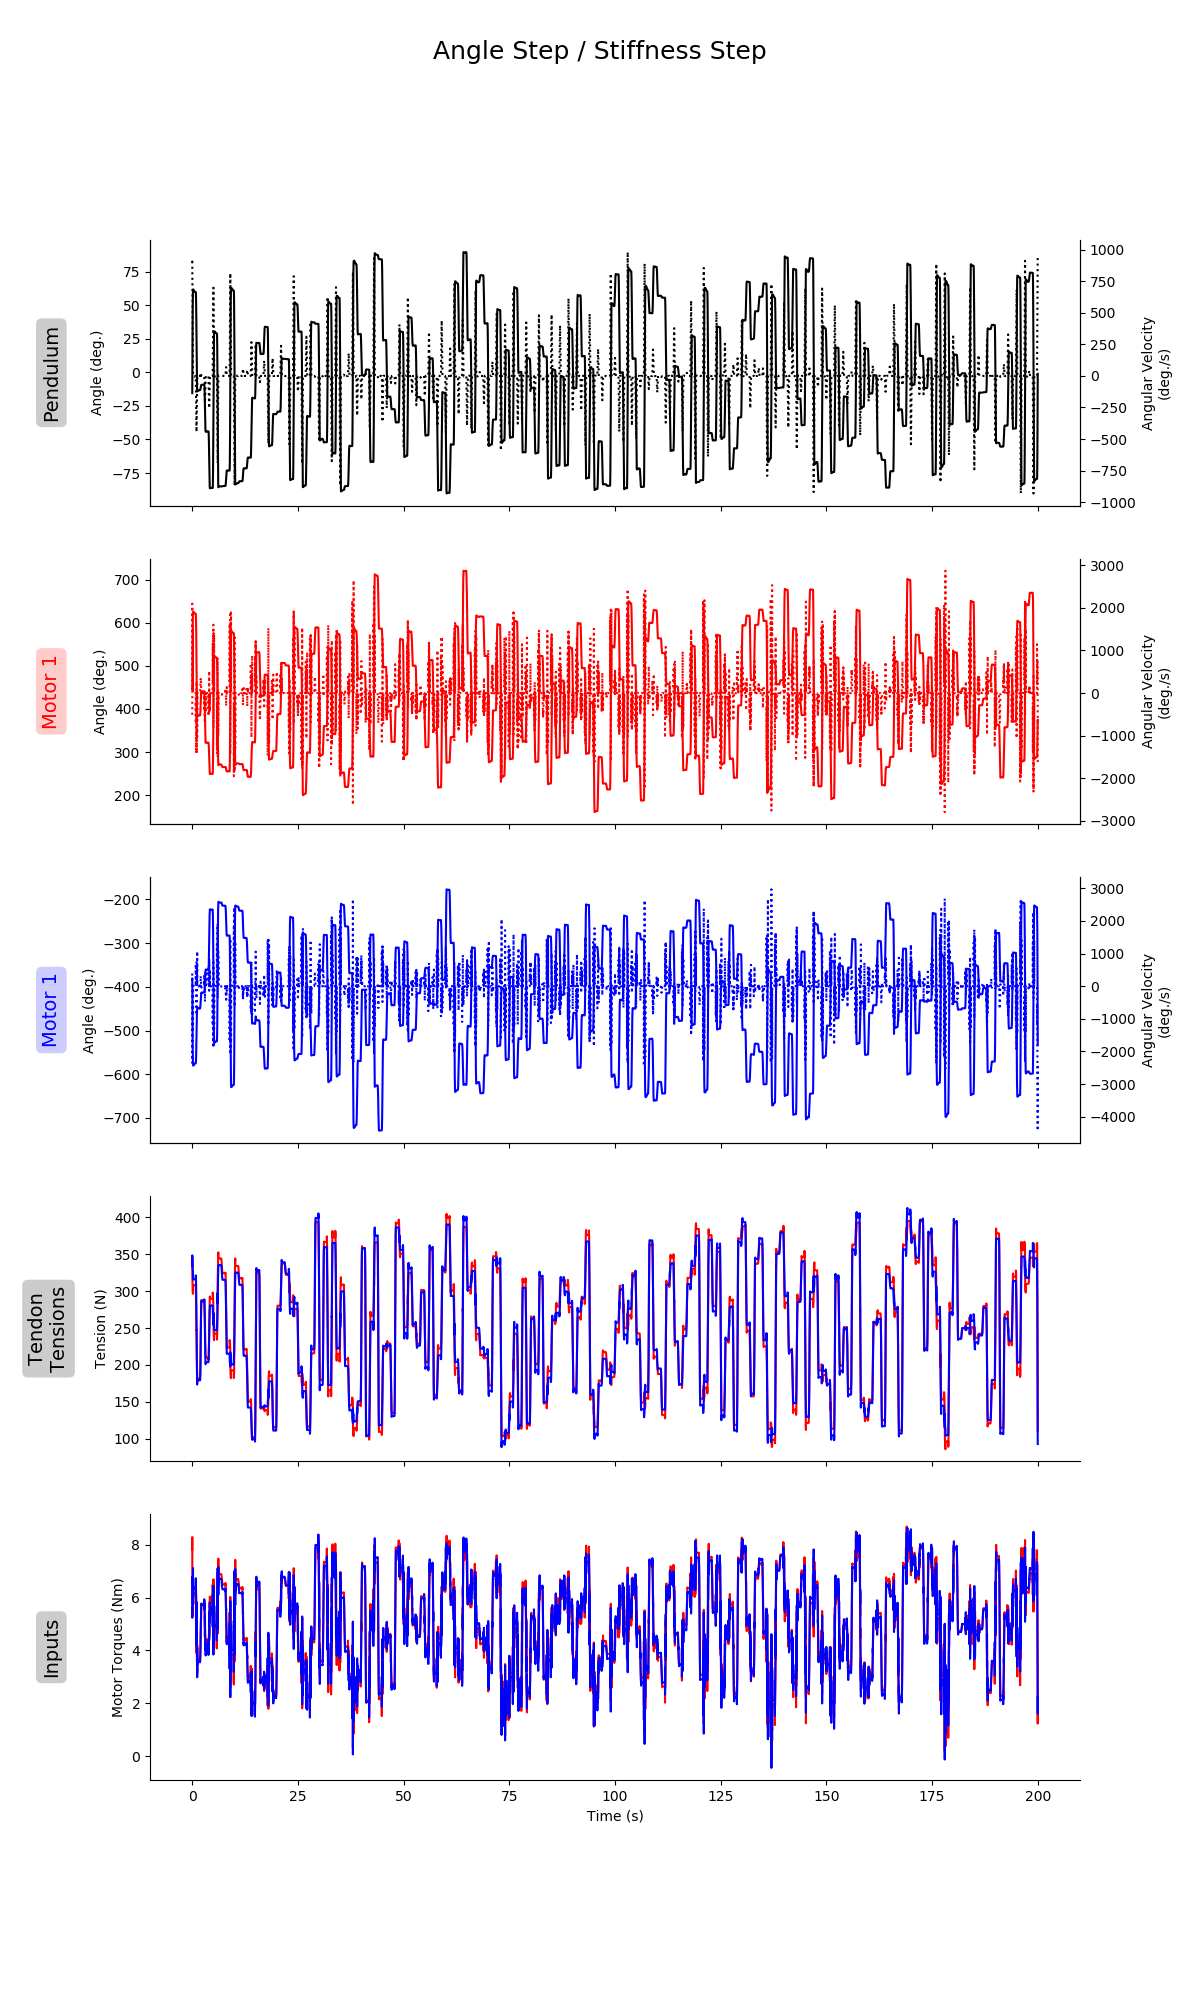 Angle Step / Stiffness Step
Pendulum
Angle (deg.)
75
50
25
0
−25
−50
−75
1000
750
500
250
0
−250
−500
−750
−1000
Angular Velocity
(deg./s)
Motor 1
Angle (deg.)
700
600
500
400
300
200
3000
2000
1000
0
−1000
−2000
−3000
Angular Velocity
(deg./s)
Motor 1
Angle (deg.)
−200
−300
−400
−500
−600
−700
3000
2000
1000
0
−1000
−2000
−3000
−4000
Angular Velocity
(deg./s)
Tendon
Tensions
Tension (N)
400
350
300
250
200
150
100
Inputs
Motor Torques (Nm)
8
6
4
2
0
0 25 50 75 100 125 150 175 200
Time (s)